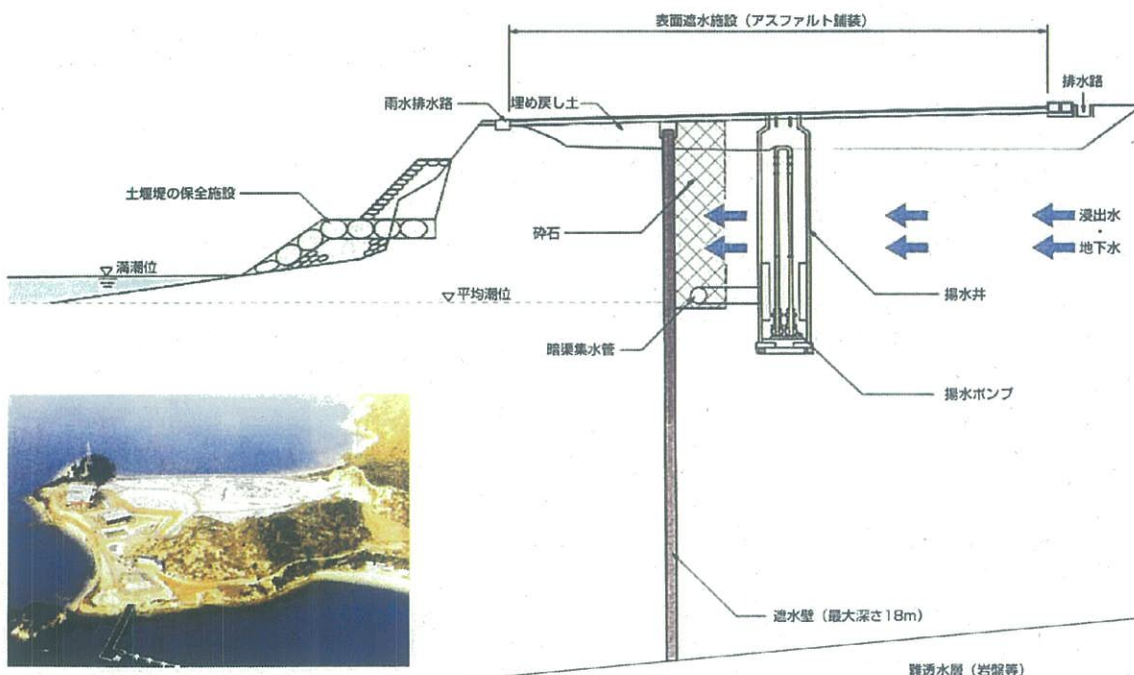 表面遮水施設（アスファルト舗装）
排水路
雨水排水路
埋め戻し土
土堰堤の保全施設
砕石
浸出水
・
地下水
満潮位
平均潮位
揚水井
暗渠集水管
揚水ポンプ
遮水壁（最大深さ18m）
難透水層（岩盤等）